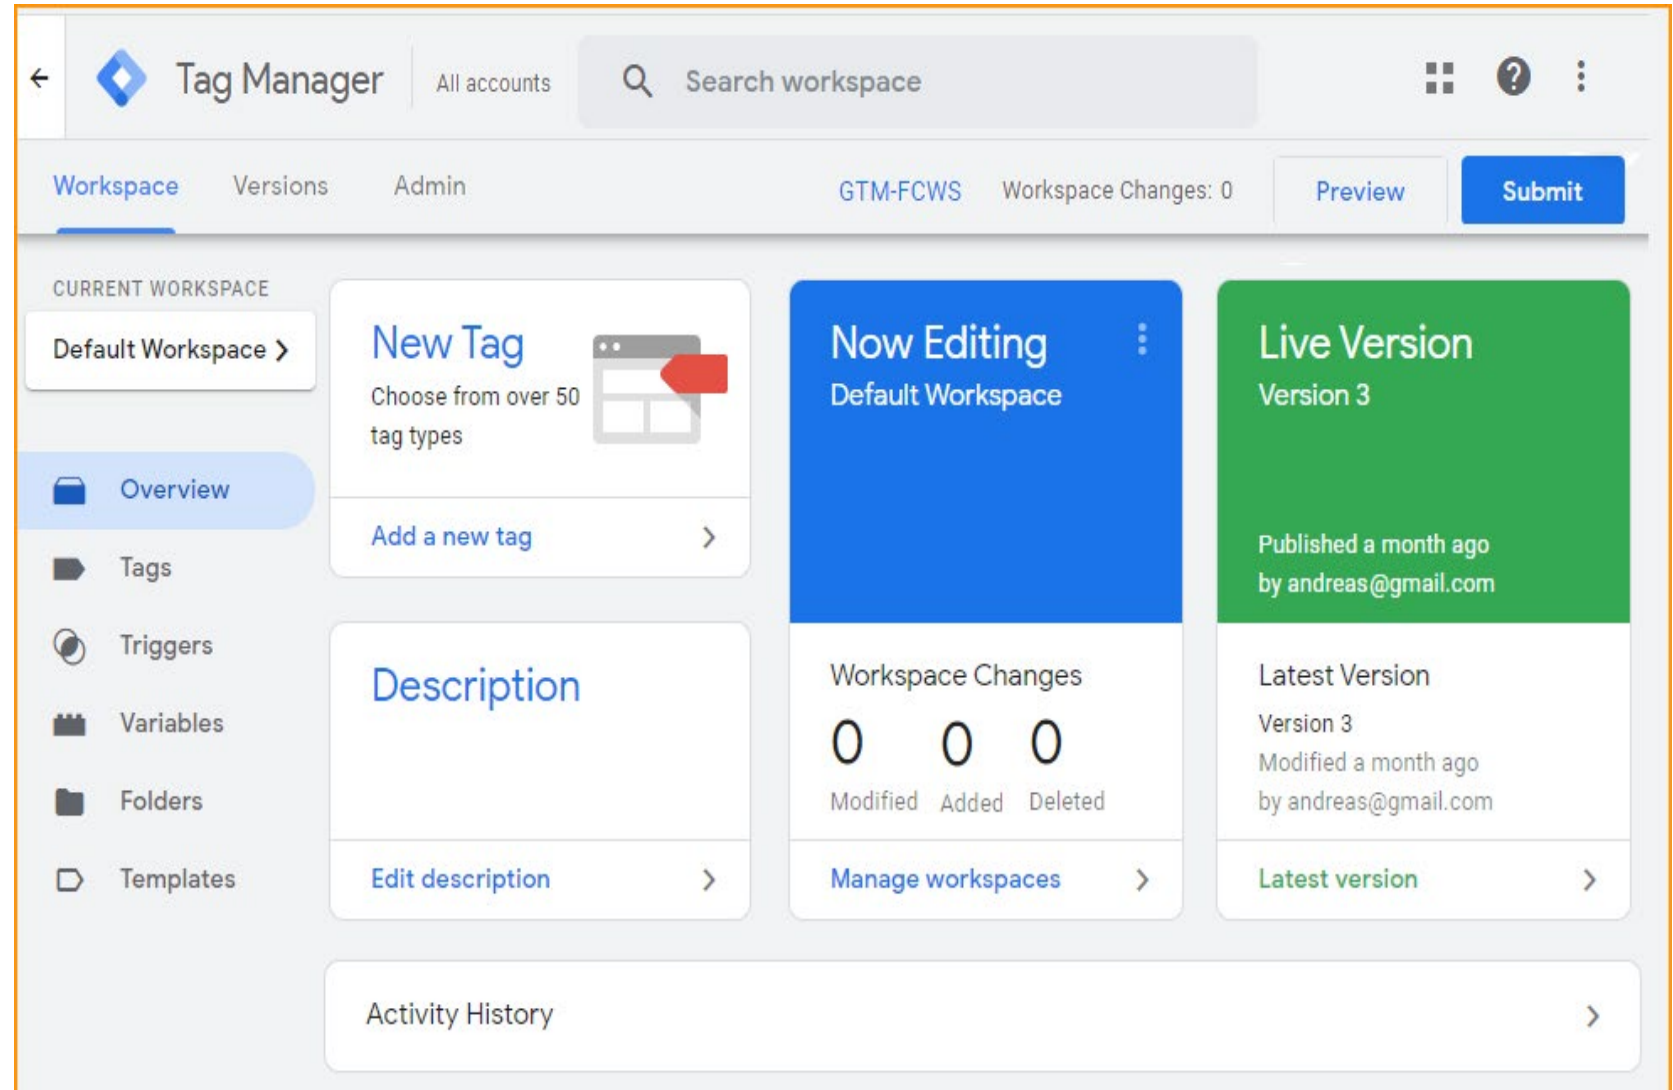 Tag Manager
All accounts
Search workspace
Workspace
Versions
Admin
GTM-FCWS
Workspace Changes: 0
Preview
Submit
CURRENT WORKSPACE
Default Workspace
Overview
Tags
Triggers
Variables
Folders
Templates
New Tag
Choose from over 50
tag types
Add a new tag
Description
Edit description
Now Editing
Default Workspace
Workspace Changes
0 0 0
Modified Added Deleted
Manage workspaces
Live Version
Version 3
Published a month ago
by andreas@gmail.com
Latest Version
Version 3
Modified a month ago
by andreas@gmail.com
Latest version
Activity History